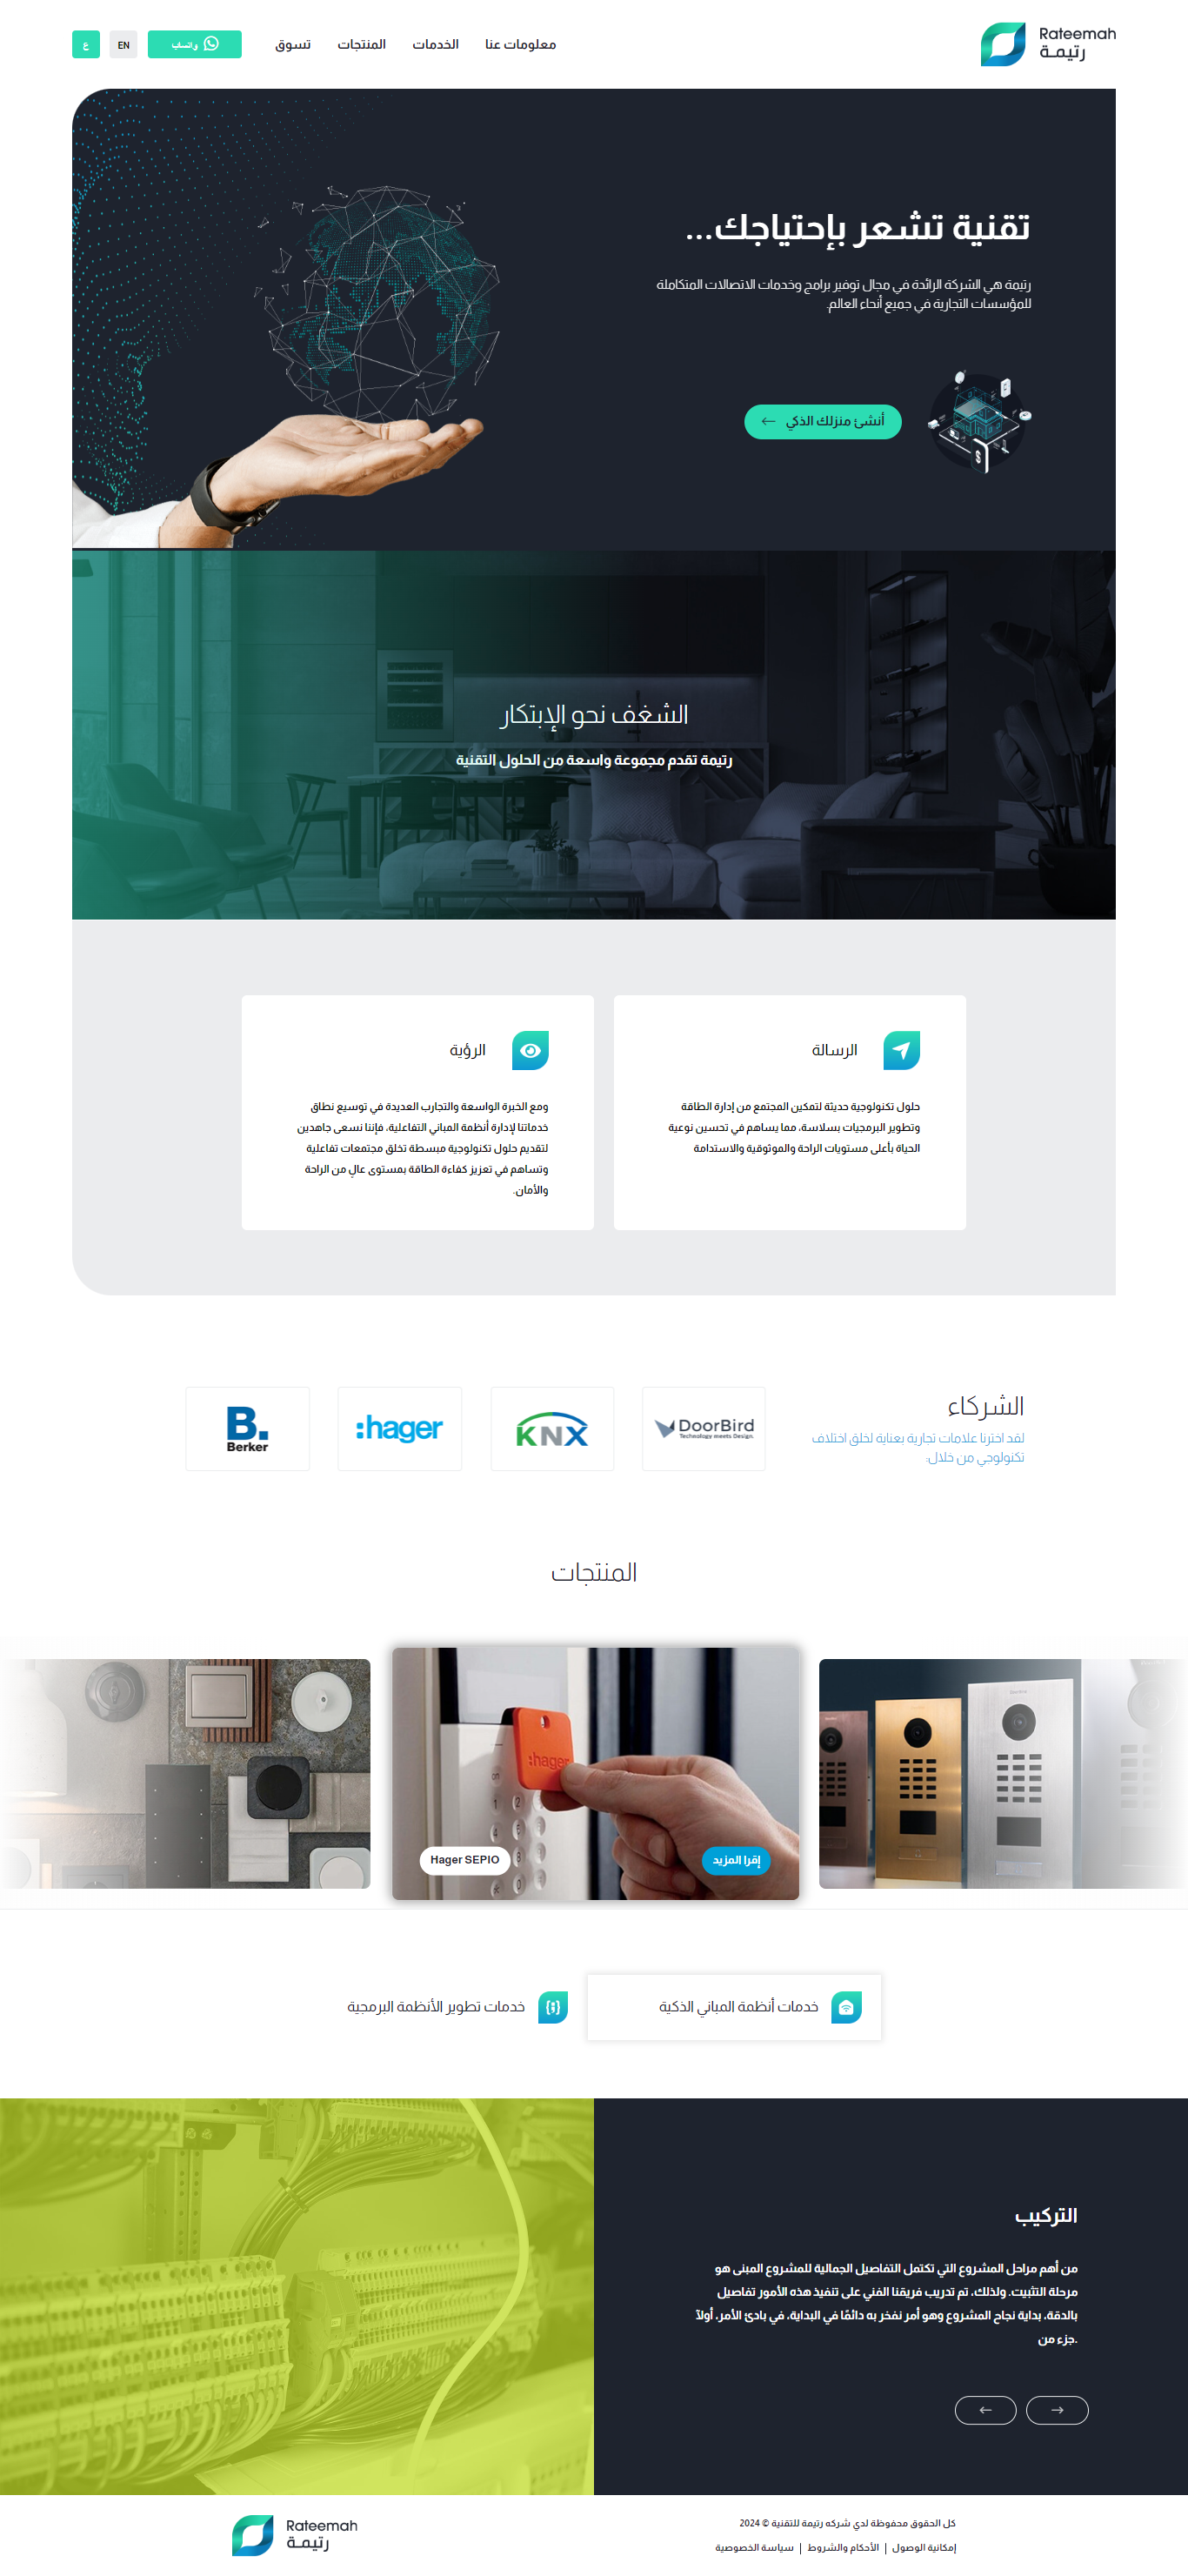 Rateemah
رتيمـة
معلومات عنا
الخدمات
المنتجات
تسوق
واتساب
EN
ع
تقنية تشعر بإحتياجك...
رتيمة هي الشركة الرائدة في مجال توفير برامج وخدمات الاتصالات المتكاملة
للمؤسسات التجارية في جميع أنحاء العالم.
أنشئ منزلك الذكي
الشغف نحو الإبتكار
رتيمة تقدم مجموعة واسعة من الحلول التقنية
الرسالة
حلول تكنولوجية حديثة لتمكين المجتمع من إدارة الطاقة
وتطوير البرمجيات بسلاسة، مما يساهم في تحسين نوعية
الحياة بأعلى مستويات الراحة والموثوقية والاستدامة
الرؤية
ومع الخبرة الواسعة والتجارب العديدة في توسيع نطاق
خدماتنا لإدارة أنظمة المباني التفاعلية، فإننا نسعى جاهدين
لتقديم حلول تكنولوجية مبسطة تخلق مجتمعات تفاعلية
وتساهم في تعزيز كفاءة الطاقة بمستوى عالٍ من الراحة
والأمان.
الشركاء
لقد اخترنا علامات تجارية بعناية لخلق اختلاف
تكنولوجي من خلال:
DoorBird
Technology meets Design.
KNX
:hager
B.
Berker
المنتجات
:hager
إقرا المزيد
Hager SEPIO
خدمات أنظمة المباني الذكية
خدمات تطوير الأنظمة البرمجية
التركيب
من أهم مراحل المشروع التي تكتمل التفاصيل الجمالية للمشروع المبنى هو
مرحلة التثبيت. ولذلك، تم تدريب فريقنا الفني على تنفيذ هذه الأمور تفاصيل
بالدقة، بداية نجاح المشروع وهو أمر نفخر به دائمًا في البداية، في بادئ الأمر، أولاً
.جزء من
كل الحقوق محفوظة لدي شركه رتيمة للتقنية © 2024
إمكانية الوصول | الأحكام والشروط | سياسة الخصوصية
Rateemah
رتيمـة